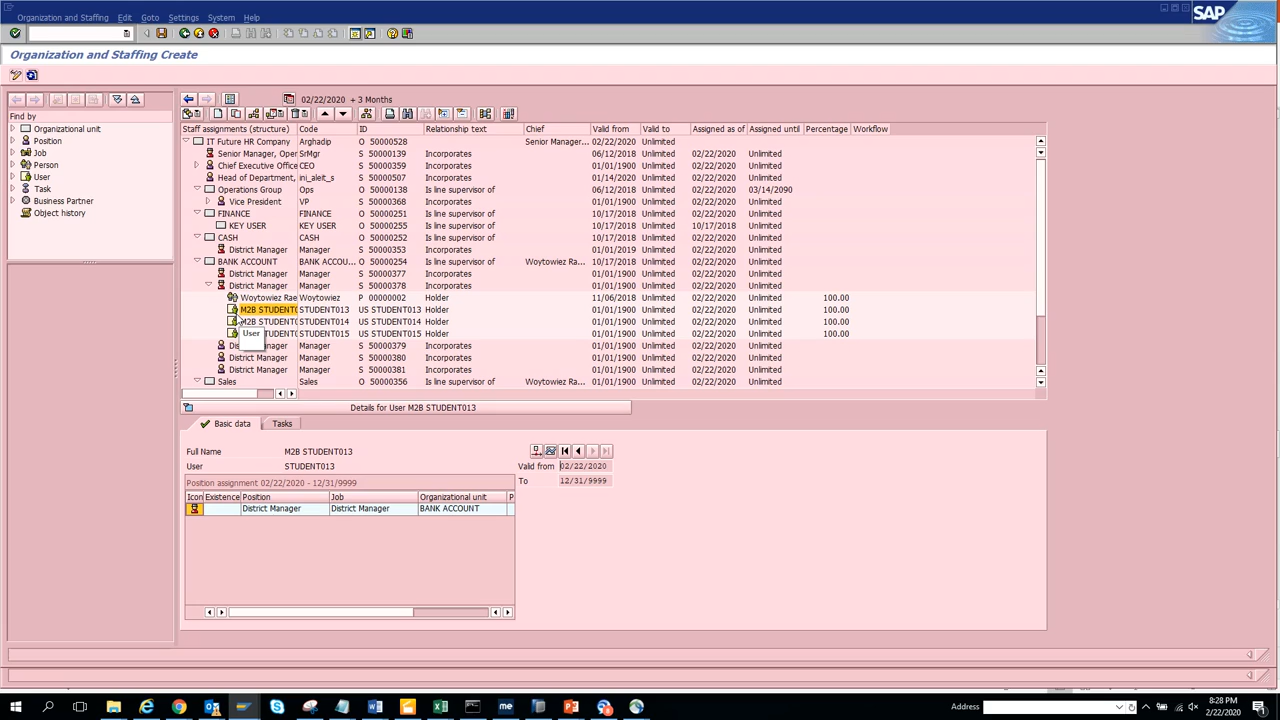 Organization and Staffing Edit Goto Settings System Help
SAP
Organization and Staffing Create
Find by
Organizational unit
Position
Job
Person
User
Task
Business Partner
Object history
02/22/2020 + 3 Months
Staff assignments (structure) Code ID Relationship text Chief Valid from Valid to Assigned as of Assigned until Percentage Workflow
IT Future HR Company Arghadip O 50000528 Senior Manager... 02/22/2020 Unlimited
Senior Manager, Oper SrMgr S 50000139 Incorporates 06/12/2018 Unlimited 02/22/2020 Unlimited
Chief Executive Office CEO S 50000359 Incorporates 01/01/1900 Unlimited 02/22/2020 Unlimited
Head of Department, ini_aleit_s S 50000507 Incorporates 01/14/2020 Unlimited 02/22/2020 Unlimited
Operations Group Ops O 50000138 Is line supervisor of 06/12/2018 Unlimited 02/22/2020 03/14/2090
Vice President VP S 50000368 Incorporates 01/01/1900 Unlimited 02/22/2020 Unlimited
FINANCE FINANCE O 50000251 Is line supervisor of 10/17/2018 Unlimited 02/22/2020 Unlimited
KEY USER KEY USER O 50000255 Is line supervisor of 10/17/2018 Unlimited 10/17/2018 Unlimited
CASH CASH O 50000252 Is line supervisor of 10/17/2018 Unlimited 02/22/2020 Unlimited
District Manager Manager S 50000353 Incorporates 01/01/2019 Unlimited 02/22/2020 Unlimited
BANK ACCOUNT BANK ACCOU... O 50000254 Is line supervisor of Woytowiez Ra... 10/17/2018 Unlimited 02/22/2020 Unlimited
District Manager Manager S 50000377 Incorporates 01/01/1900 Unlimited 02/22/2020 Unlimited
District Manager Manager S 50000378 Incorporates 01/01/1900 Unlimited 02/22/2020 Unlimited
Woytowiez Rae Woytowiez P 00000002 Holder 11/06/2018 Unlimited 02/22/2020 Unlimited 100.00
M2B STUDENT0 STUDENT013 US STUDENT013 Holder 01/01/1900 Unlimited 02/22/2020 Unlimited 100.00
M2B STUDENT0 STUDENT014 US STUDENT014 Holder 01/01/1900 Unlimited 02/22/2020 Unlimited 100.00
TUDENT0 STUDENT015 US STUDENT015 Holder 01/01/1900 Unlimited 02/22/2020 Unlimited 100.00
User
Dis Manager Manager S 50000379 Incorporates 01/01/1900 Unlimited 02/22/2020 Unlimited
District Manager Manager S 50000380 Incorporates 01/01/1900 Unlimited 02/22/2020 Unlimited
District Manager Manager S 50000381 Incorporates 01/01/1900 Unlimited 02/22/2020 Unlimited
Sales Sales O 50000356 Is line supervisor of Woytowiez Ra... 01/01/1900 Unlimited 02/22/2020 Unlimited
Details for User M2B STUDENT013
Basic data Tasks
Full Name M2B STUDENT013
User STUDENT013
Valid from 02/22/2020
To 12/31/9999
Position assignment 02/22/2020 - 12/31/9999
Icon Existence Position Job Organizational unit P
District Manager District Manager BANK ACCOUNT
Address
8:28 PM
2/22/2020